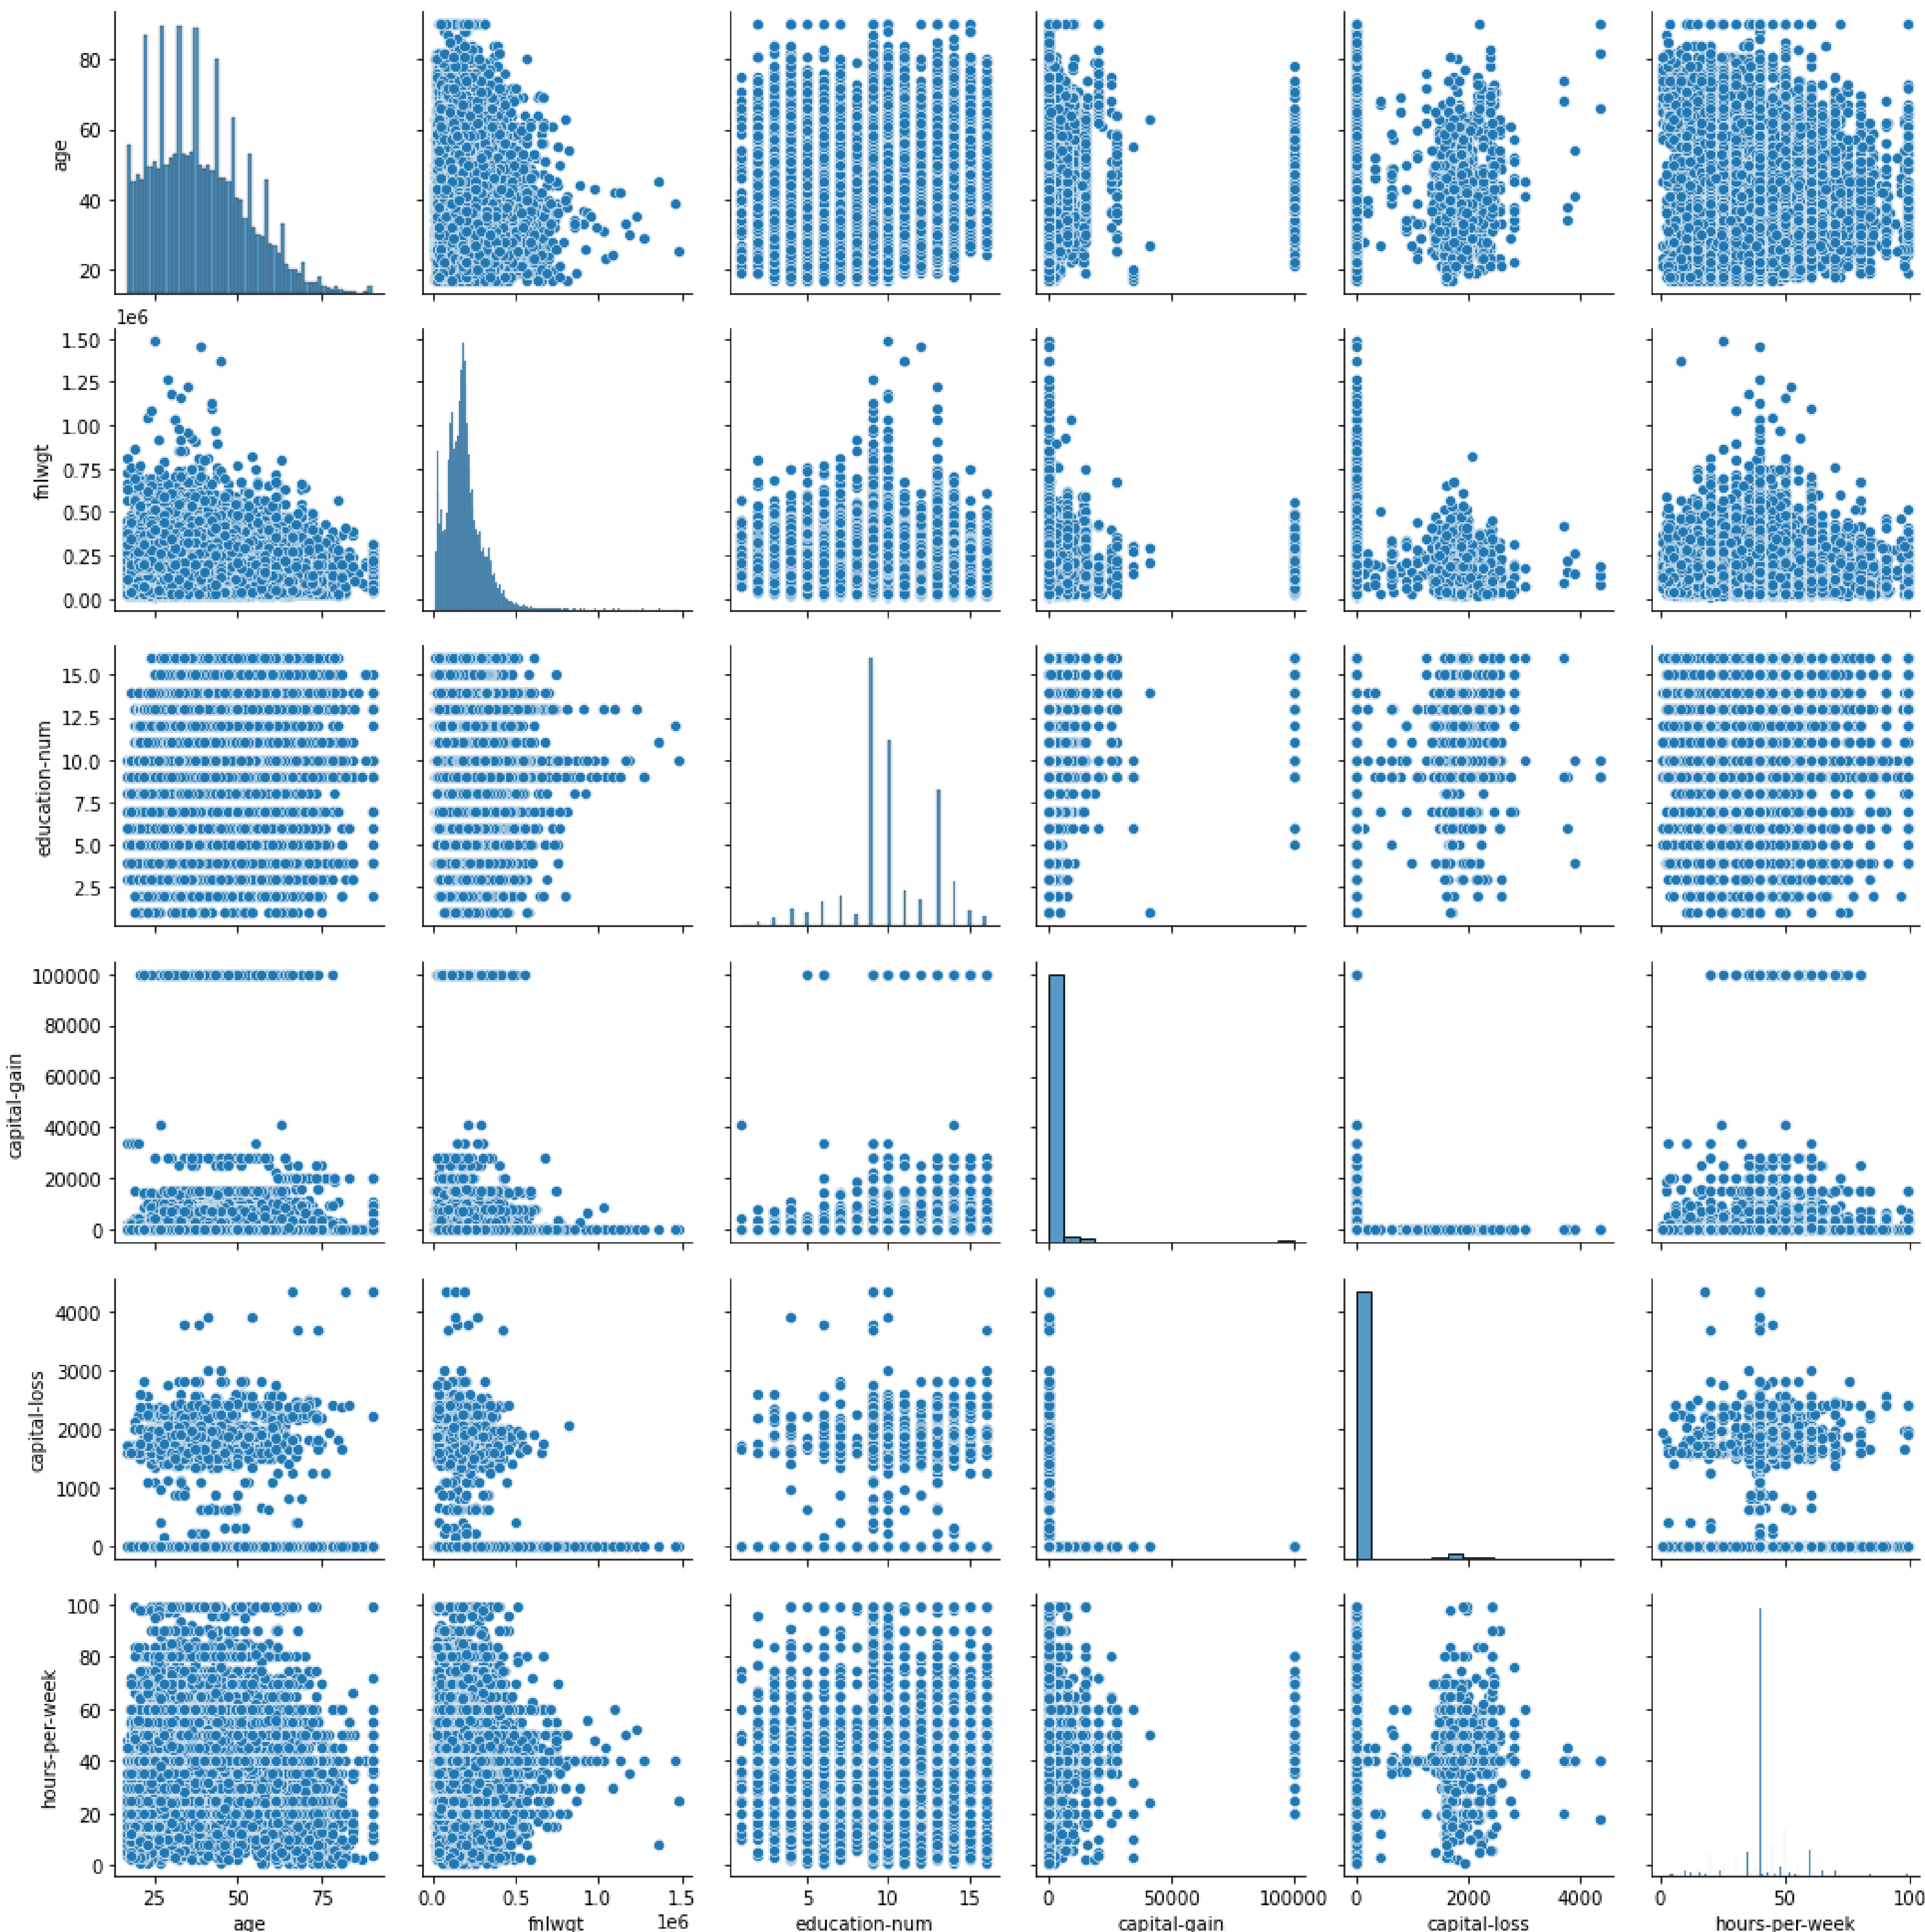 80
60
40
20
age
25
50
75
1e6
1.50
1.25
1.00
0.75
0.50
0.25
0.00
fnlwgt
15.0
12.5
10.0
7.5
5.0
2.5
education-num
100000
80000
60000
40000
20000
0
capital-gain
4000
3000
2000
1000
0
capital-loss
100
80
60
40
20
0
hours-per-week
25 50 75
0.0 0.5 1.0 1.5
5 10 15
0 50000 100000
0 2000 4000
0 50 100
1e6
age fnlwgt education-num capital-gain capital-loss hours-per-week